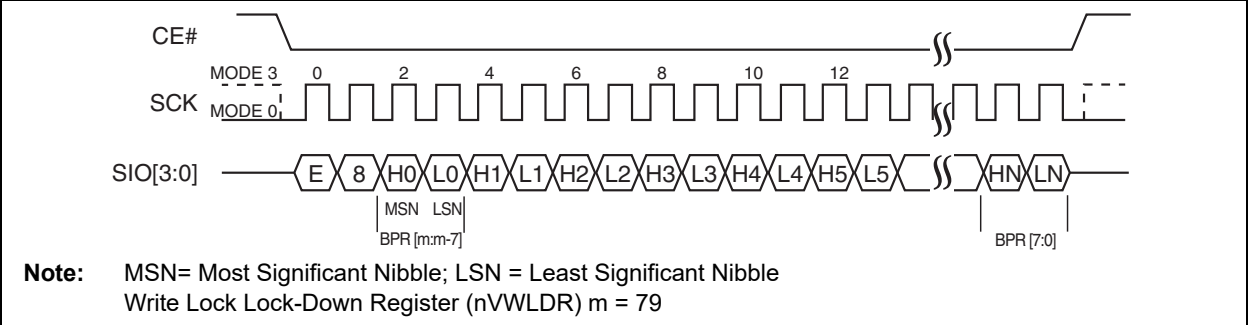 CE#
MODE 3 0 2 4 6 8 10 12
SCK
MODE 0
SIO[3:0] E 8 H0 L0 H1 L1 H2 L2 H3 L3 H4 L4 H5 L5 HN LN
MSN LSN
BPR [m:m-7] BPR [7:0]
Note: MSN= Most Significant Nibble; LSN = Least Significant Nibble
Write Lock Lock-Down Register (nVWLDR) m = 79